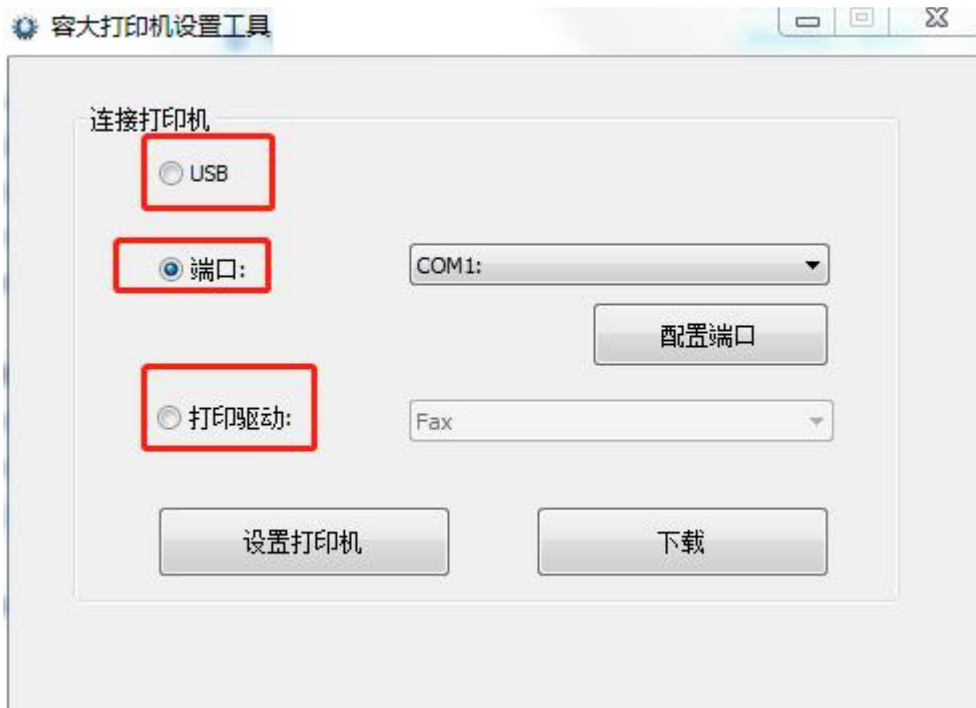 容大打印机设置工具
连接打印机
USB
端口: COM1:
配置端口
打印驱动: Fax
设置打印机 下载